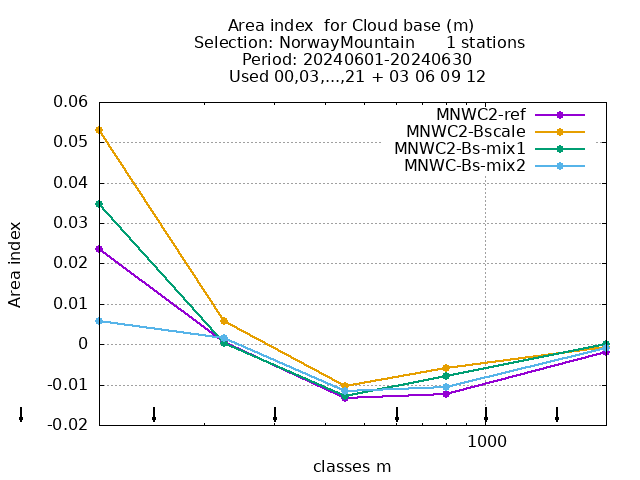 Area index  for Cloud base (m)
Selection: NorwayMountain      1 stations
Period: 20240601-20240630
Used 00,03,...,21 + 03 06 09 12
MNWC2-ref
MNWC2-Bscale
MNWC2-Bs-mix1
MNWC-Bs-mix2
0.06
0.05
0.04
0.03
0.02
0.01
0
-0.01
-0.02
Area index
1000
classes m